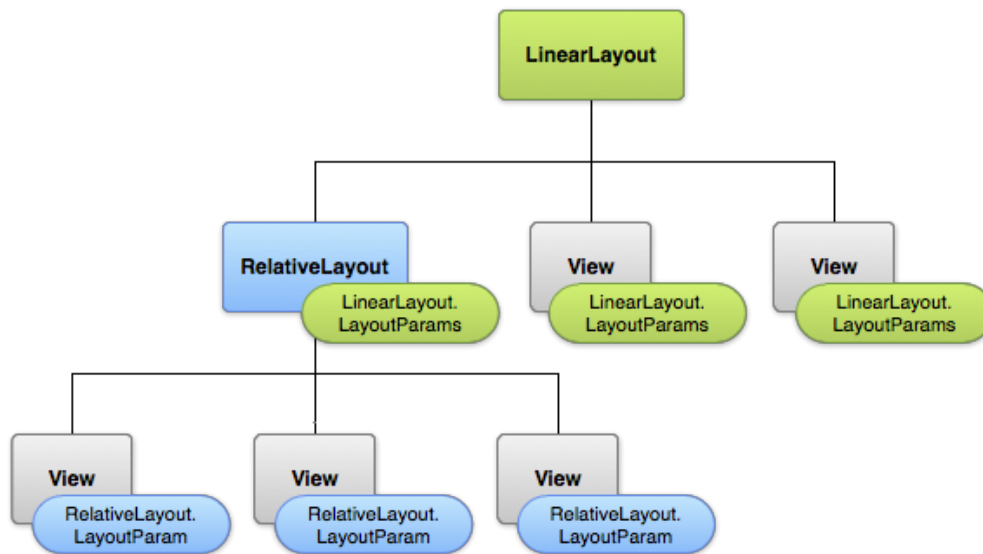 LinearLayout
RelativeLayout
LinearLayout.
LayoutParams
View
LinearLayout.
LayoutParams
View
LinearLayout.
LayoutParams
View
RelativeLayout.
LayoutParam
View
RelativeLayout.
LayoutParam
View
RelativeLayout.
LayoutParam